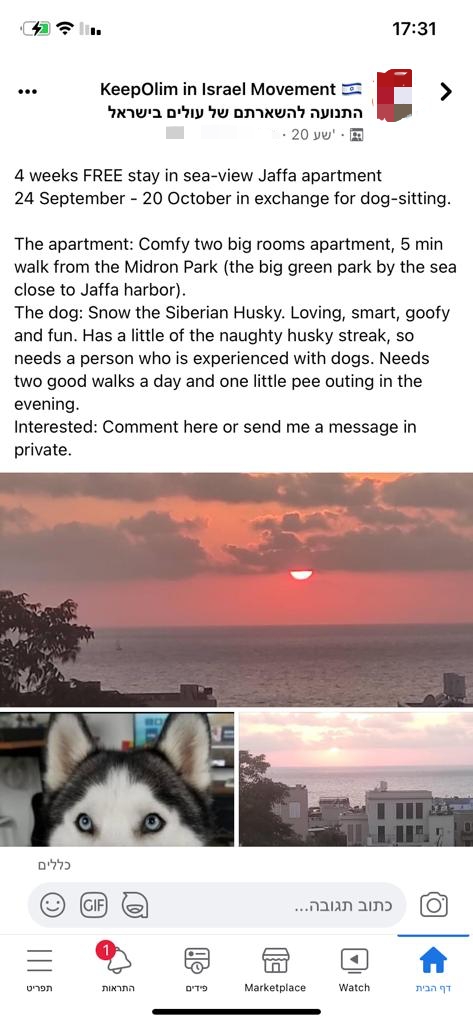 17:31
KeepOlim in Israel Movement 🇮🇱
התנועה להשארתם של עולים בישראל
20 שע' ·
4 weeks FREE stay in sea-view Jaffa apartment
24 September - 20 October in exchange for dog-sitting.
The apartment: Comfy two big rooms apartment, 5 min
walk from the Midron Park (the big green park by the sea
close to Jaffa harbor).
The dog: Snow the Siberian Husky. Loving, smart, goofy
and fun. Has a little of the naughty husky streak, so
needs a person who is experienced with dogs. Needs
two good walks a day and one little pee outing in the
evening.
Interested: Comment here or send me a message in
private.
כללים
כתוב תגובה...
GIF
1
דף הבית
Watch
Marketplace
פידים
התראות
תפריט